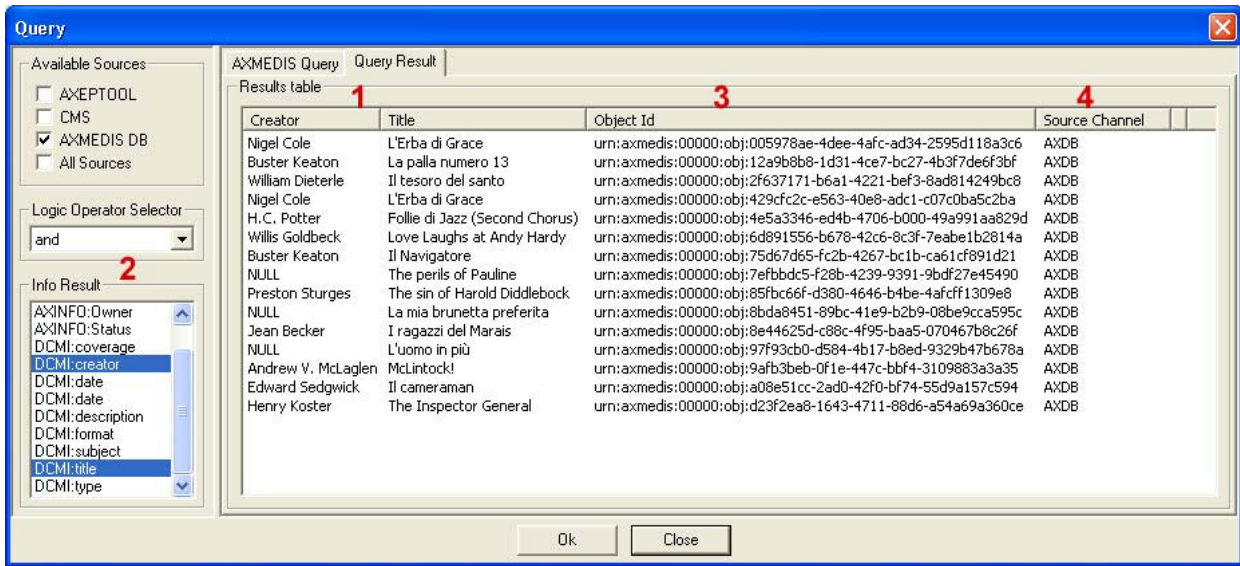 Query
Available Sources
AXEPTOOL
CMS
AXMEDIS DB
All Sources
Logic Operator Selector
and
2
Info Result
AXINFO:Owner
AXINFO:Status
DCMI:coverage
DCMI:creator
DCMI:date
DCMI:date
DCMI:description
DCMI:format
DCMI:subject
DCMI:title
DCMI:type
AXMEDIS Query Query Result
Results table
1 3 4
Creator Title Object Id Source Channel
Nigel Cole L'Erba di Grace urn:axmedis:00000:obj:005978ae-4dee-4afc-ad34-2595d118a3c6 AXDB
Buster Keaton La palla numero 13 urn:axmedis:00000:obj:12a9b8b8-1d31-4ce7-bc27-4b3f7de6f3bf AXDB
William Dieterle Il tesoro del santo urn:axmedis:00000:obj:2f637171-b6a1-4221-bef3-8ad814249bc8 AXDB
Nigel Cole L'Erba di Grace urn:axmedis:00000:obj:429cfc2c-e563-40e8-adc1-c07c0ba5c2ba AXDB
H.C. Potter Follie di Jazz (Second Chorus) urn:axmedis:00000:obj:4e5a3346-ed4b-4706-b000-49a991aa829d AXDB
Willis Goldbeck Love Laughs at Andy Hardy urn:axmedis:00000:obj:6d891556-b678-42c6-8c3f-7eabe1b2814a AXDB
Buster Keaton Il Navigatore urn:axmedis:00000:obj:75d67d65-fc2b-4267-bc1b-ca61cf891d21 AXDB
NULL The perils of Pauline urn:axmedis:00000:obj:7efbbdc5-f28b-4239-9391-9bdf27e45490 AXDB
Preston Sturges The sin of Harold Diddlebock urn:axmedis:00000:obj:85fbc66f-d380-4646-b4be-4afcff1309e8 AXDB
NULL La mia brunetta preferita urn:axmedis:00000:obj:8bda8451-89bc-41e9-b2b9-08be9cca595c AXDB
Jean Becker I ragazzi del Marais urn:axmedis:00000:obj:8e44625d-c88c-4f95-baa5-070467b8c26f AXDB
NULL L'uomo in più urn:axmedis:00000:obj:97f93cb0-d584-4b17-b8ed-9329b47b678a AXDB
Andrew V. McLaglen McLintock! urn:axmedis:00000:obj:9afb3beb-0f1e-447c-bbf4-3109883a3a35 AXDB
Edward Sedgwick Il cameraman urn:axmedis:00000:obj:a08e51cc-2ad0-42f0-bf74-55d9a157c594 AXDB
Henry Koster The Inspector General urn:axmedis:00000:obj:d23f2ea8-1643-4711-88d6-a54a69a360ce AXDB
Ok Close